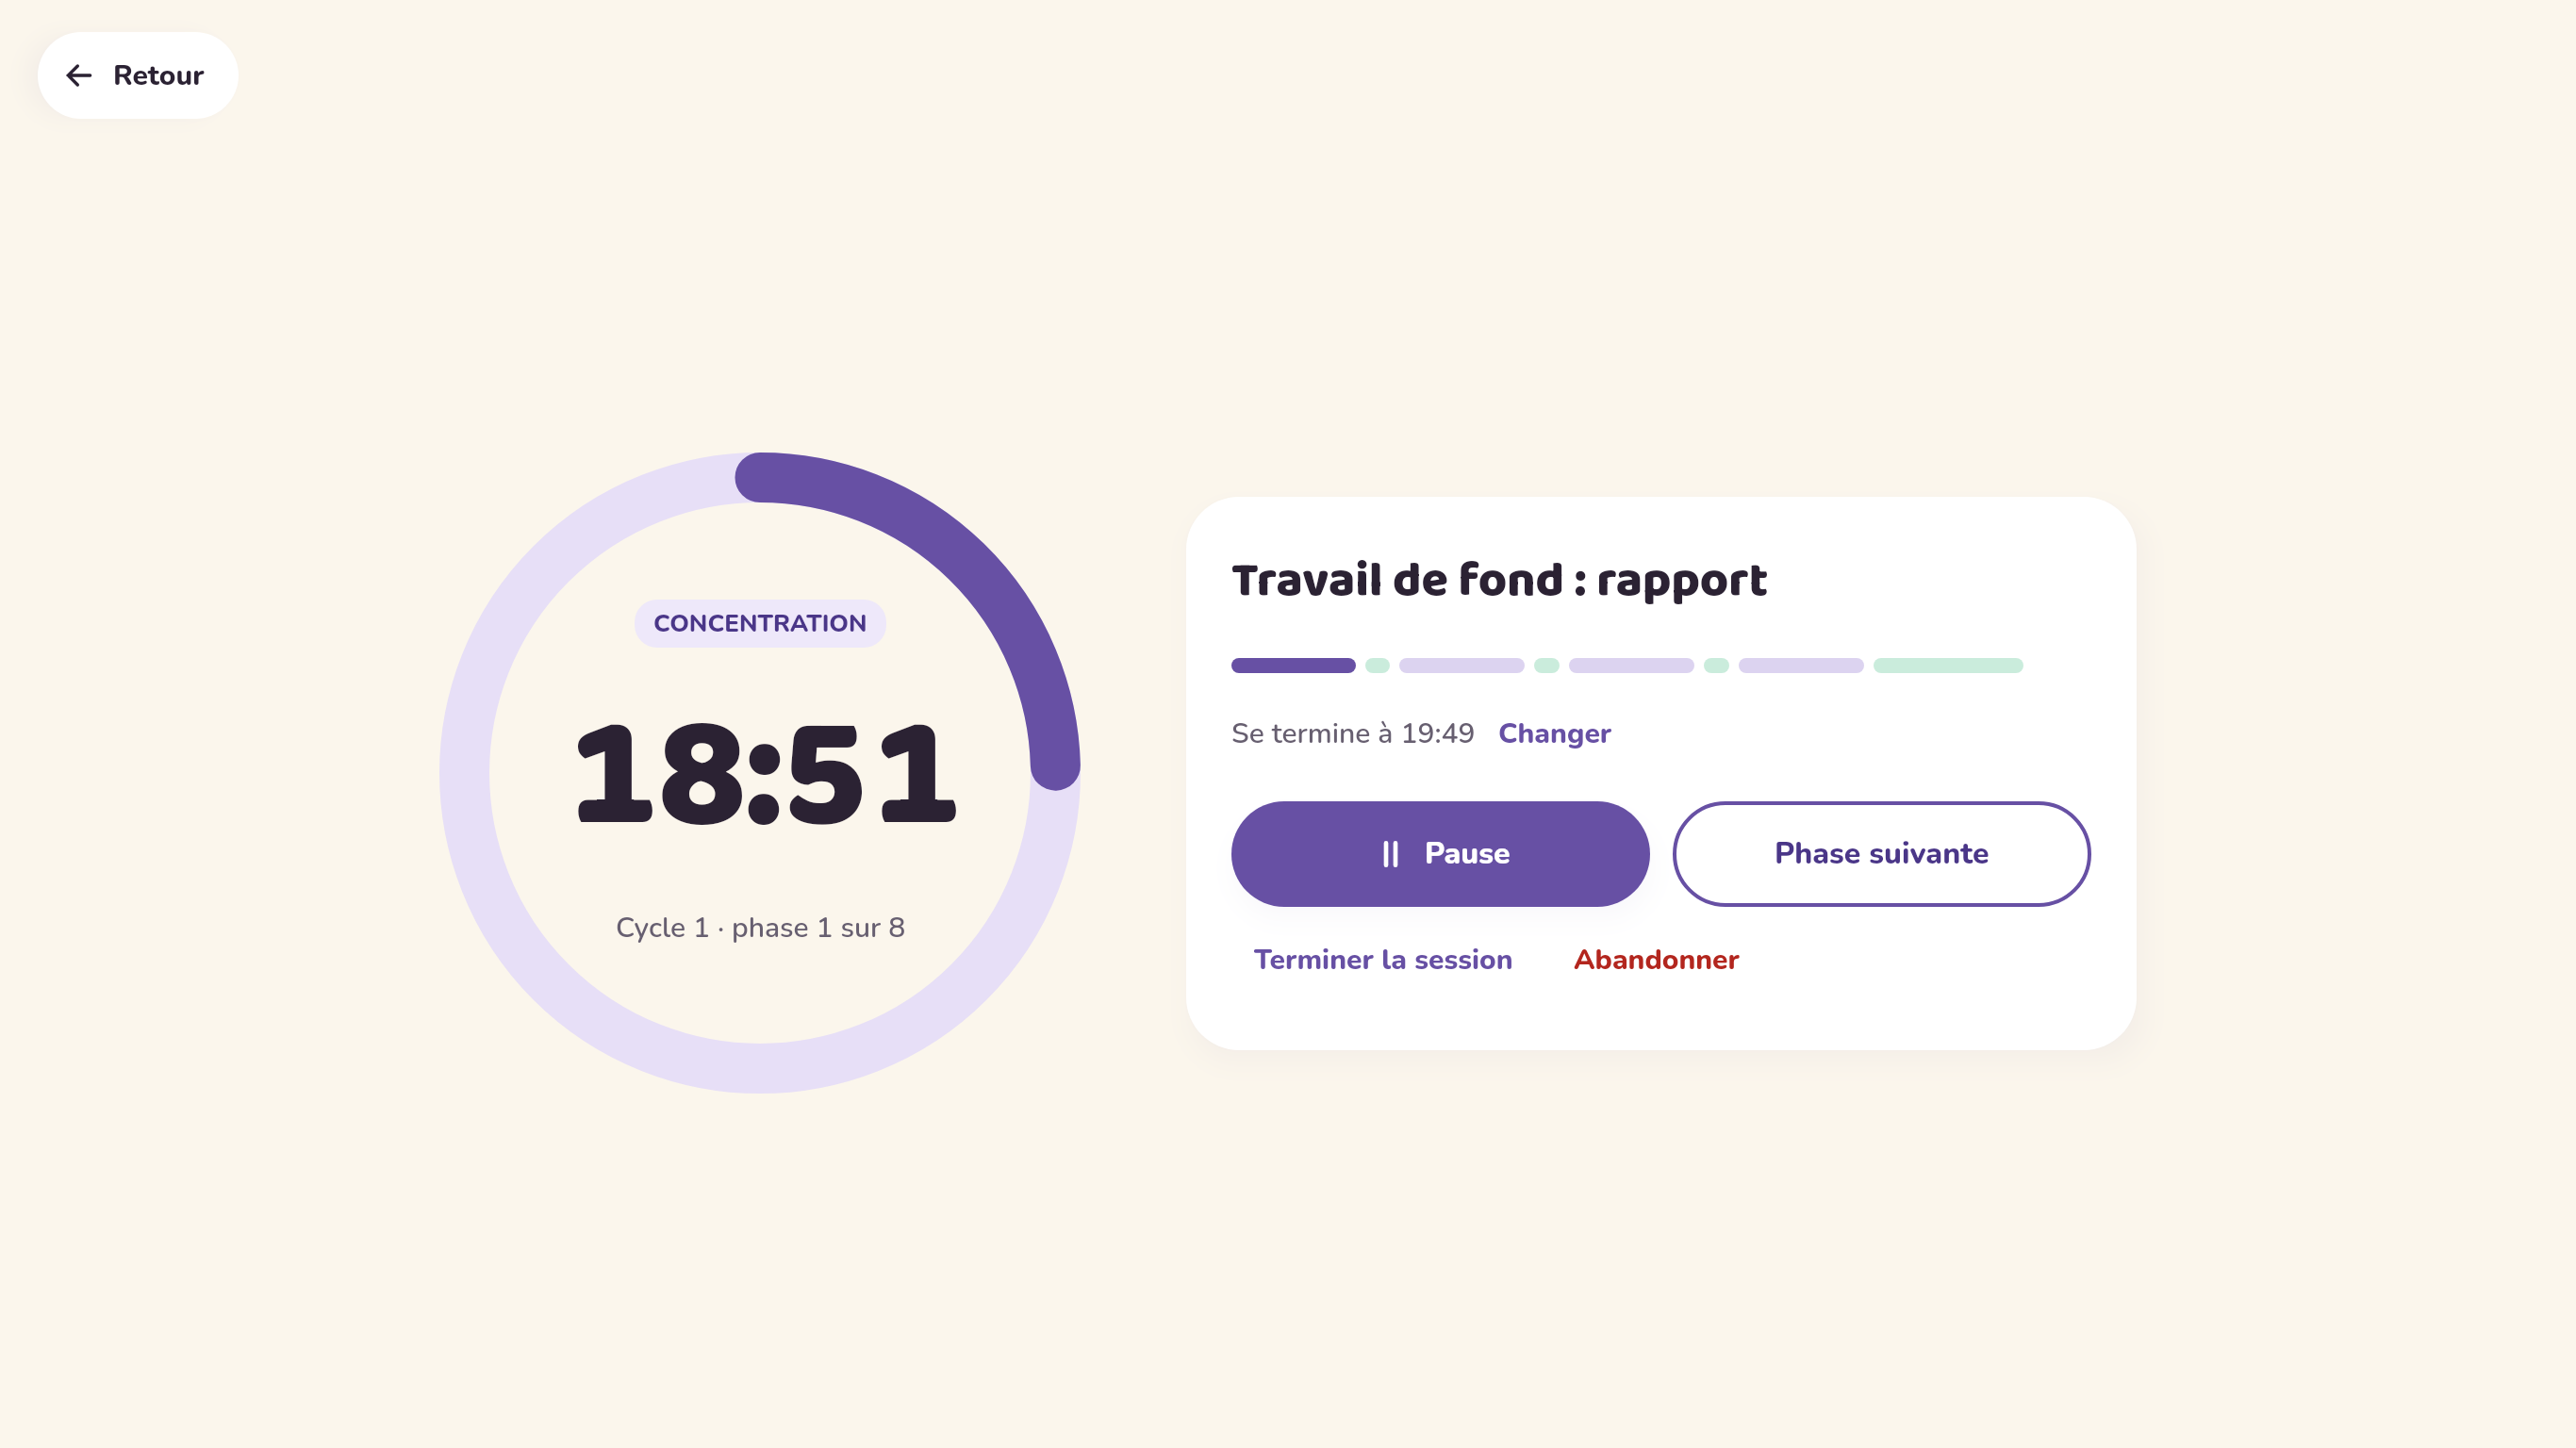 Retour
CONCENTRATION
18:51
Cycle 1 · phase 1 sur 8
Travail de fond : rapport
Se termine à 19:49 Changer
Pause
Phase suivante
Terminer la session
Abandonner